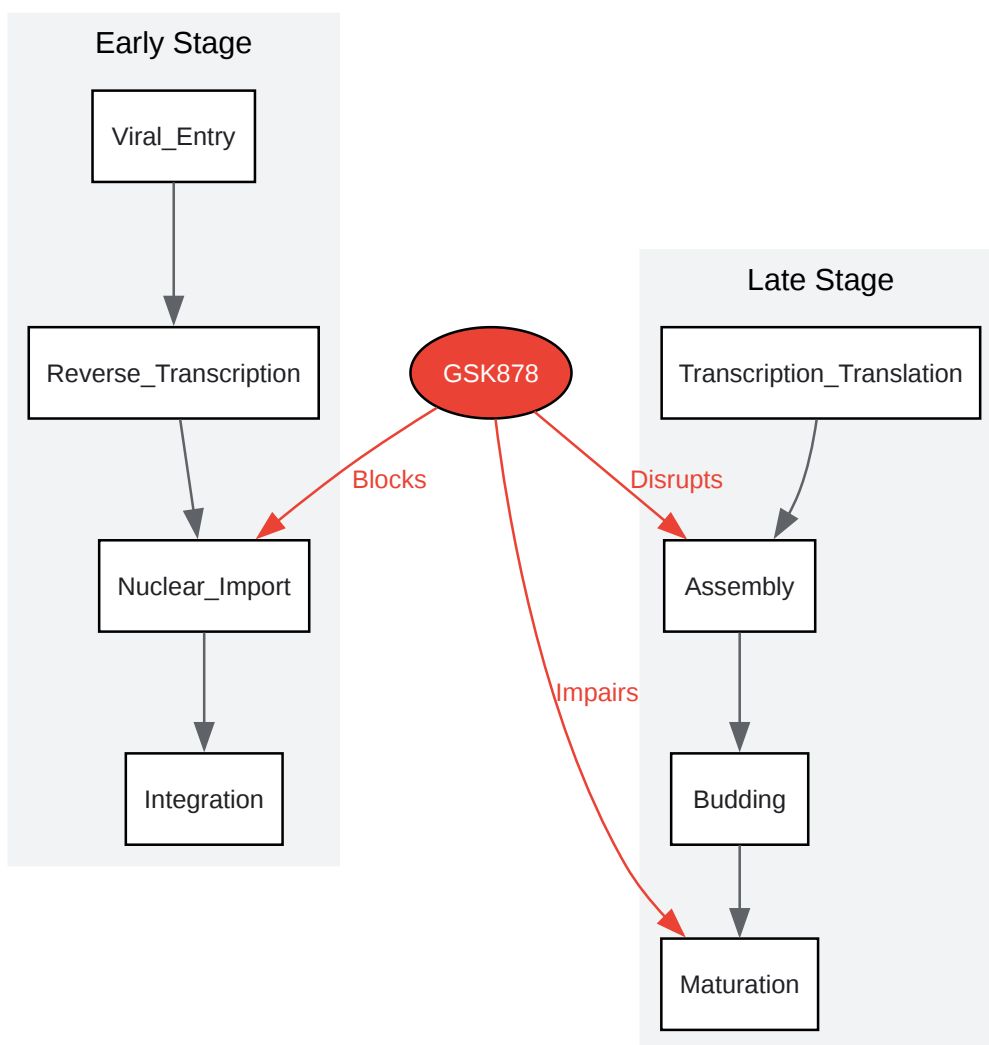 Early Stage
Viral_Entry
Reverse_Transcription
Nuclear_Import
Integration
GSK878
Blocks
Disrupts
Impairs
Late Stage
Transcription_Translation
Assembly
Budding
Maturation